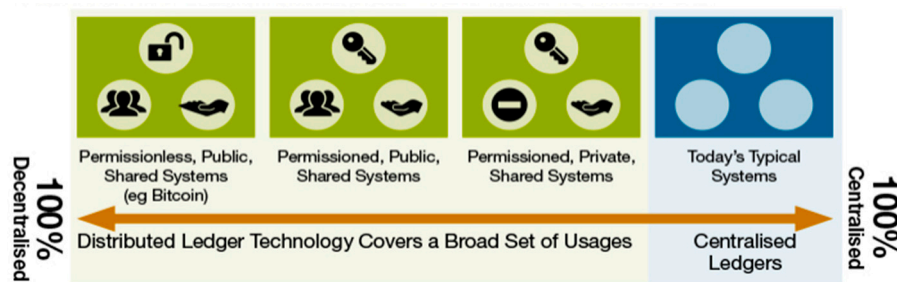 Permissionless, Public,
Shared Systems
(eg Bitcoin)
Permissioned, Public,
Shared Systems
Permissioned, Private,
Shared Systems
Today's Typical
Systems
100%
Decentralised
100%
Centralised
Distributed Ledger Technology Covers a Broad Set of Usages
Centralised
Ledgers